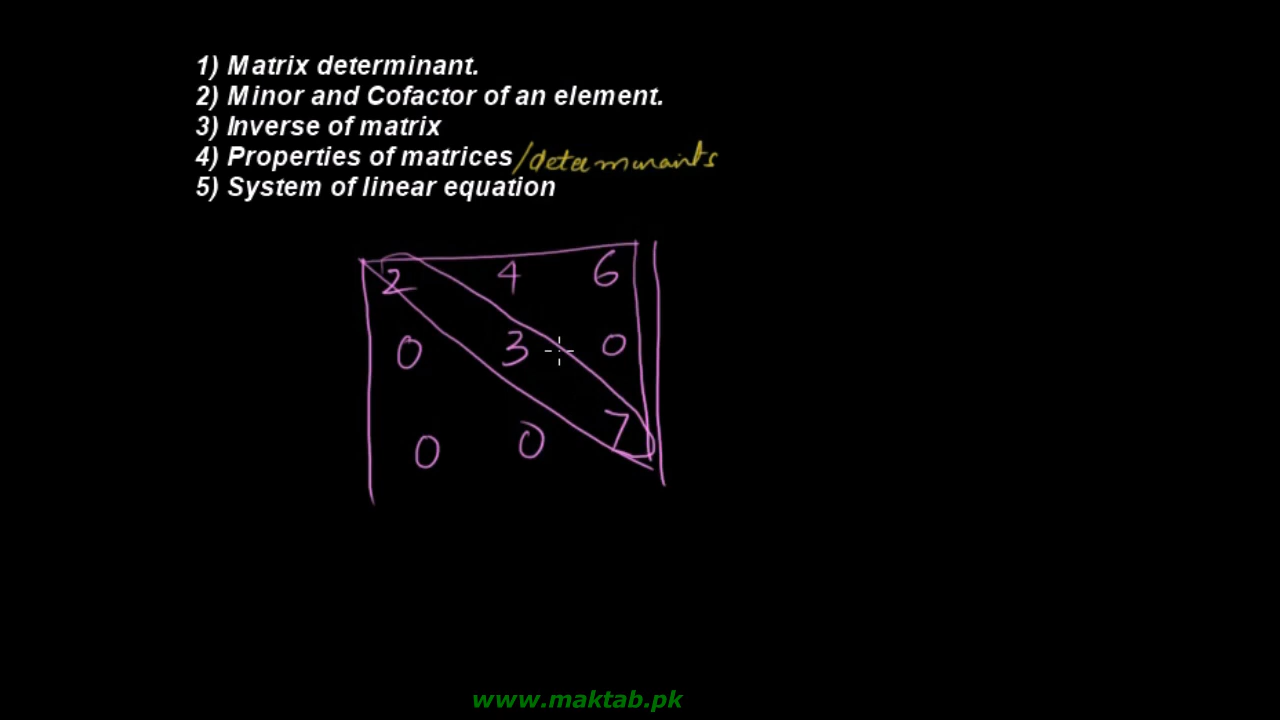 1) Matrix determinant.
2) Minor and Cofactor of an element.
3) Inverse of matrix
4) Properties of matrices/determinants
5) System of linear equation
2 4 6
0 3 0
0 0 7
www.maktab.pk